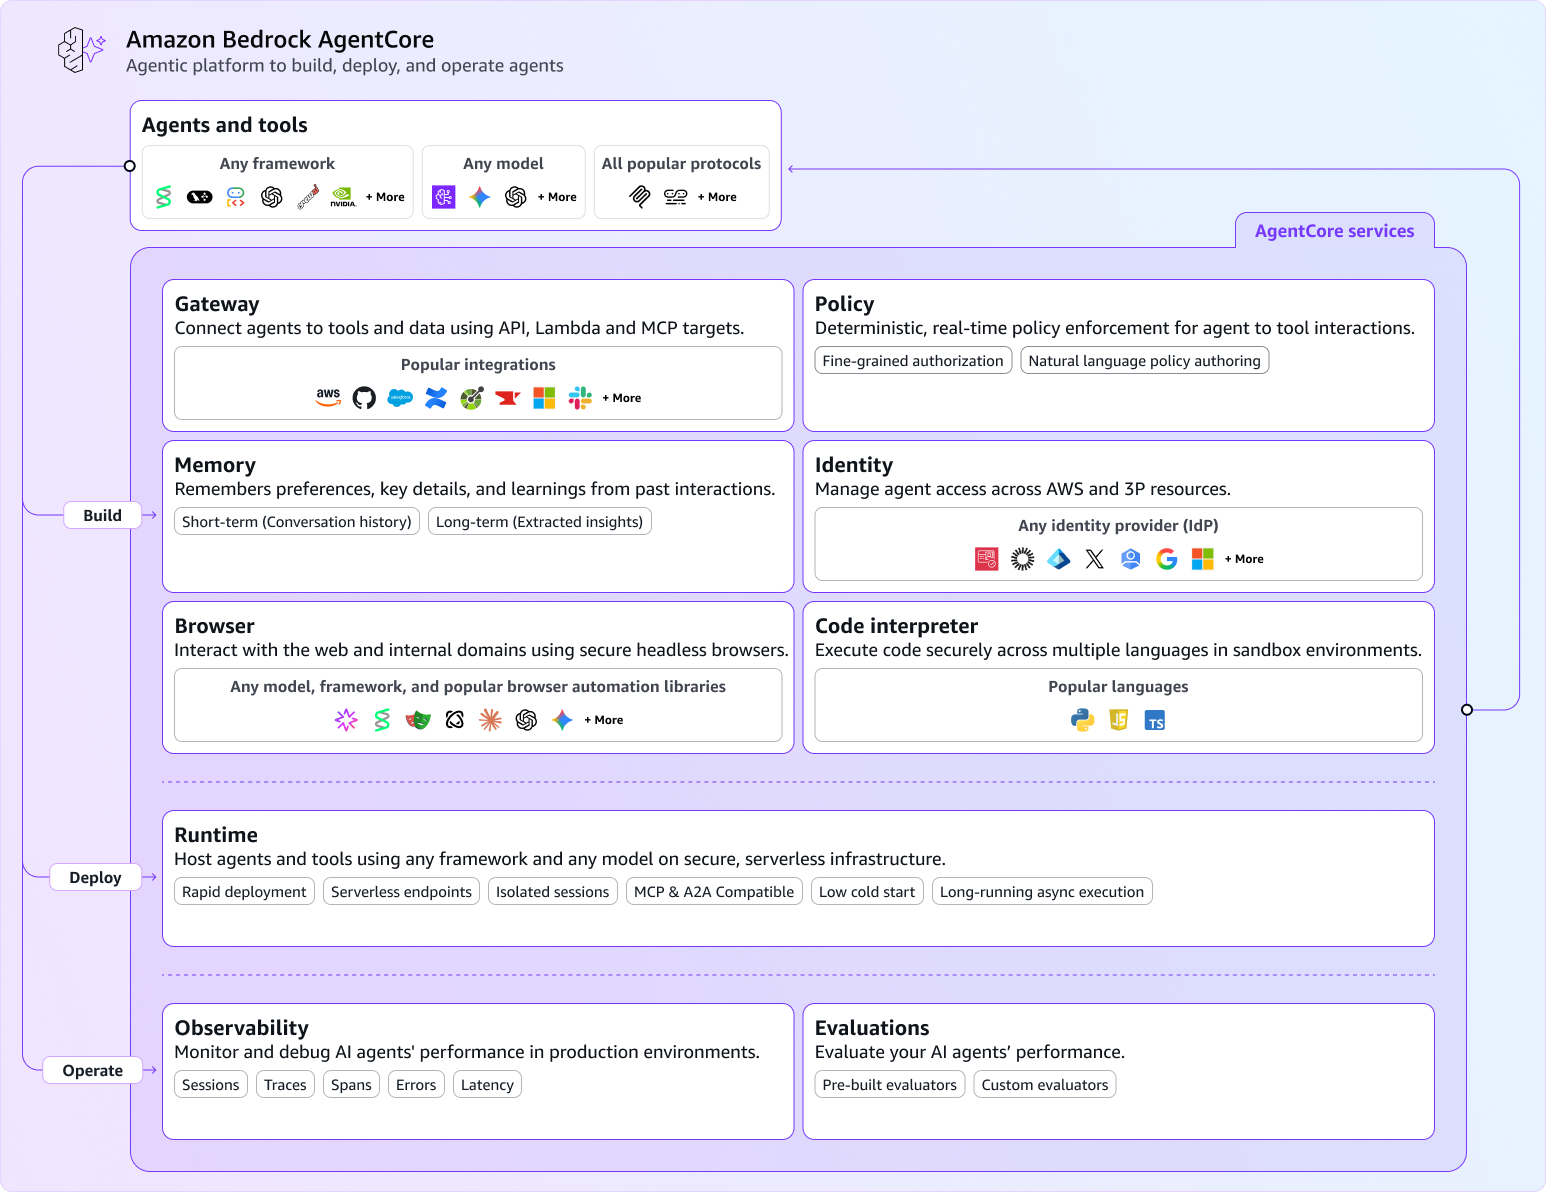 Amazon Bedrock AgentCore
Agentic platform to build, deploy, and operate agents
Agents and tools
Any framework
NVIDIA.
+ More
Any model
+ More
All popular protocols
+ More
AgentCore services
Gateway
Connect agents to tools and data using API, Lambda and MCP targets.
Popular integrations
aws
salesforce
+ More
Policy
Deterministic, real-time policy enforcement for agent to tool interactions.
Fine-grained authorization
Natural language policy authoring
Build
Memory
Remembers preferences, key details, and learnings from past interactions.
Short-term (Conversation history)
Long-term (Extracted insights)
Identity
Manage agent access across AWS and 3P resources.
Any identity provider (IdP)
+ More
Browser
Interact with the web and internal domains using secure headless browsers.
Any model, framework, and popular browser automation libraries
+ More
Code interpreter
Execute code securely across multiple languages in sandbox environments.
Popular languages
JS
TS
Deploy
Runtime
Host agents and tools using any framework and any model on secure, serverless infrastructure.
Rapid deployment
Serverless endpoints
Isolated sessions
MCP & A2A Compatible
Low cold start
Long-running async execution
Operate
Observability
Monitor and debug AI agents' performance in production environments.
Sessions
Traces
Spans
Errors
Latency
Evaluations
Evaluate your AI agents’ performance.
Pre-built evaluators
Custom evaluators